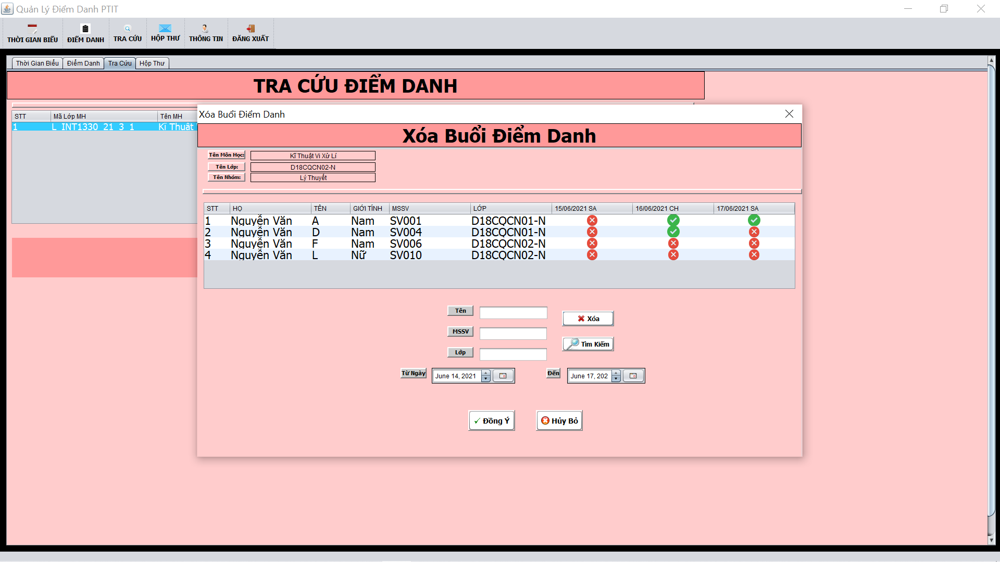 Quản Lý Điểm Danh PTIT
THỜI GIAN BIỂU ĐIỂM DANH TRA CỨU HỘP THƯ THÔNG TIN ĐĂNG XUẤT
Thời Gian Biểu Điểm Danh Tra Cứu Hộp Thư
TRA CỨU ĐIỂM DANH
STT Mã Lớp MH Tên MH
1 L_INT1330_21_3_1 Kĩ Thuật
Xóa Buổi Điểm Danh
Xóa Buổi Điểm Danh
Tên Môn Học: Kĩ Thuật Vi Xử Lí
Tên Lớp: D18CQCN02-N
Tên Nhóm: Lý Thuyết
STT HỌ TÊN GIỚI TÍNH MSSV LỚP 15/06/2021 SA 16/06/2021 CH 17/06/2021 SA
1 Nguyễn Văn A Nam SV001 D18CQCN01-N
2 Nguyễn Văn D Nam SV004 D18CQCN01-N
3 Nguyễn Văn F Nam SV006 D18CQCN02-N
4 Nguyễn Văn L Nữ SV010 D18CQCN02-N
Tên
Xóa
MSSV
Tìm Kiếm
Lớp
Từ Ngày June 14, 2021 Đến June 17, 202
Đồng Ý Hủy Bỏ